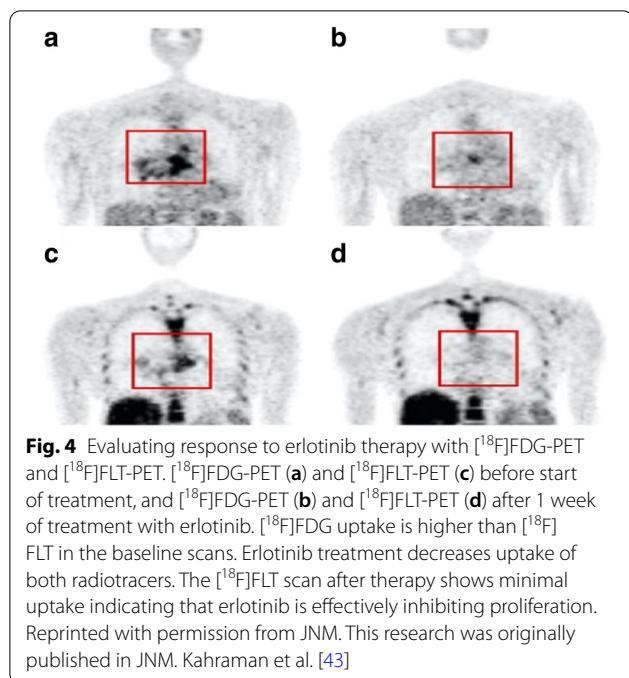 a
b
c
d
Fig. 4 Evaluating response to erlotinib therapy with [¹⁸F]FDG-PET
and [¹⁸F]FLT-PET. [¹⁸F]FDG-PET (a) and [¹⁸F]FLT-PET (c) before start
of treatment, and [¹⁸F]FDG-PET (b) and [¹⁸F]FLT-PET (d) after 1 week
of treatment with erlotinib. [¹⁸F]FDG uptake is higher than [¹⁸F]
FLT in the baseline scans. Erlotinib treatment decreases uptake of
both radiotracers. The [¹⁸F]FLT scan after therapy shows minimal
uptake indicating that erlotinib is effectively inhibiting proliferation.
Reprinted with permission from JNM. This research was originally
published in JNM. Kahraman et al. [43]